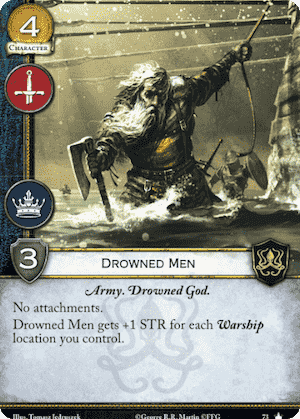 4
CHARACTER
3
DROWNED MEN
Army. Drowned God.
No attachments.
Drowned Men gets +1 STR for each Warship
location you control.
Illus. Tomasz Jedruszek ©George R.R. Martin ©FFG 73